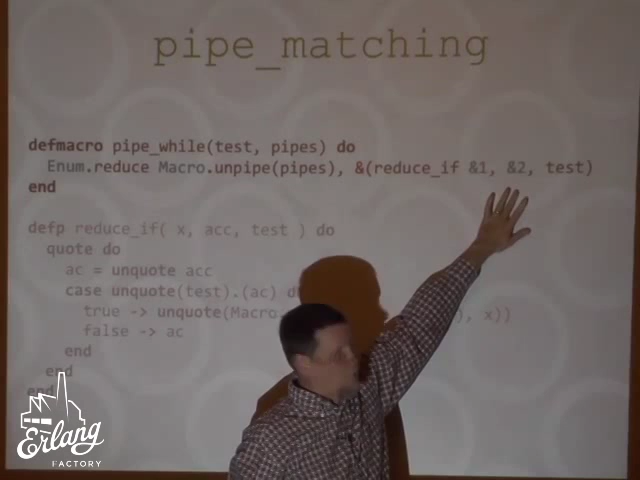 pipe_matching
defmacro pipe_while(test, pipes) do
Enum.reduce Macro.unpipe(pipes), &(reduce_if &1, &2, test)
end
defp reduce_if( x, acc, test ) do
quote do
ac = unquote acc
case unquote(test).(ac) d
true -> unquote(Macro. ), x))
false -> ac
end
end
end
Erlang
FACTORY